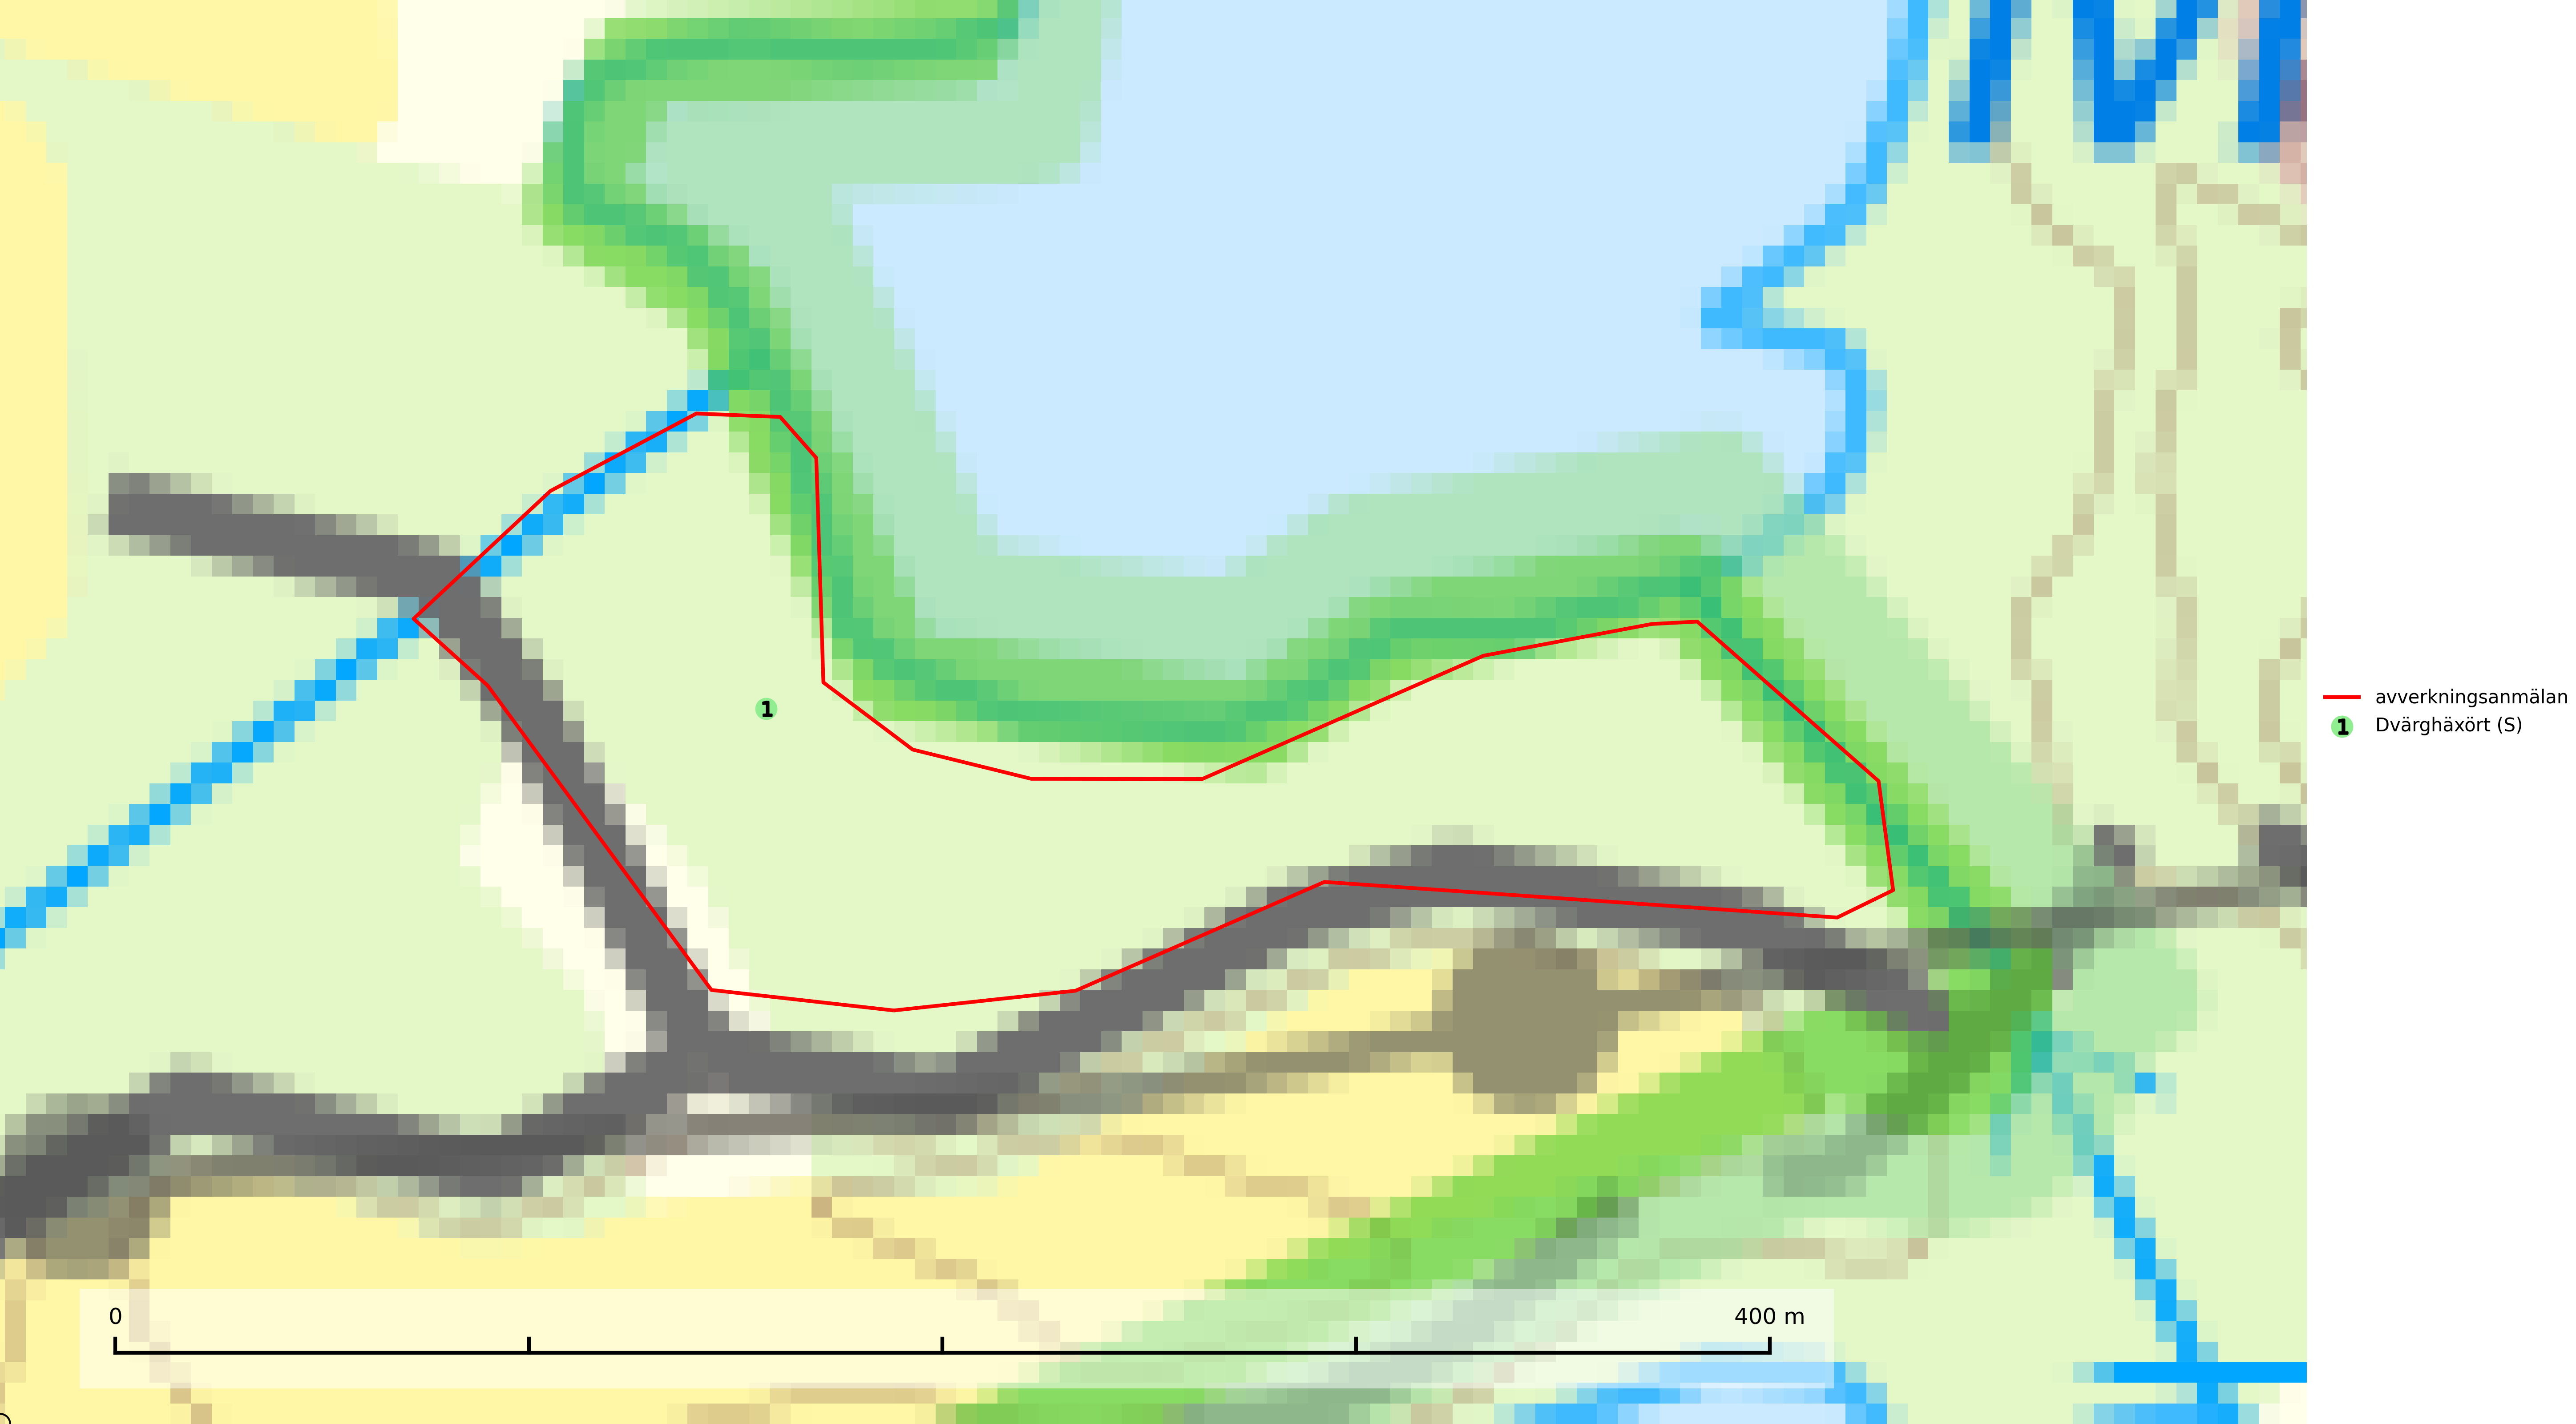 1
avverkningsanmälan
1 Dvärghäxört (S)
0 400 m